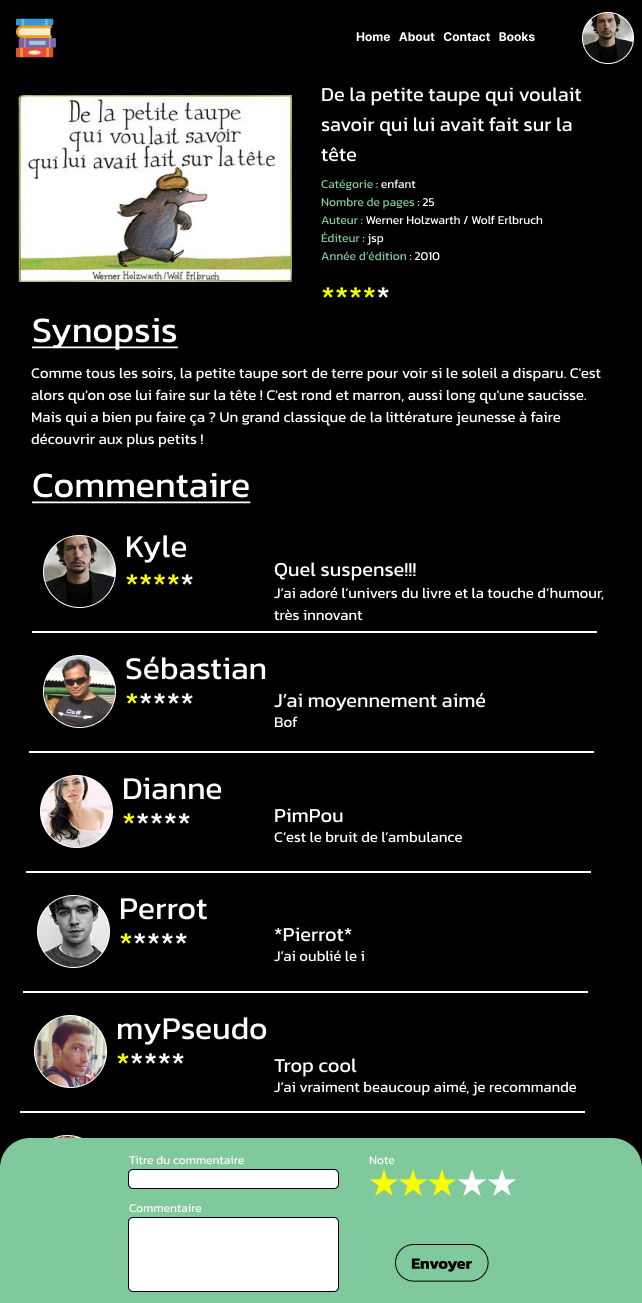 Home About Contact Books
De la petite taupe
qui voulait savoir
qui lui avait fait sur la tête
Werner Holzwarth/Wolf Erlbruch
De la petite taupe qui voulait
savoir qui lui avait fait sur la
tête
Catégorie : enfant
Nombre de pages : 25
Auteur : Werner Holzwarth / Wolf Erlbruch
Éditeur : jsp
Année d'édition : 2010
*****
Synopsis
Comme tous les soirs, la petite taupe sort de terre pour voir si le soleil a disparu. C'est
alors qu'on ose lui faire sur la tête ! C'est rond et marron, aussi long qu'une saucisse.
Mais qui a bien pu faire ça ? Un grand classique de la littérature jeunesse à faire
découvrir aux plus petits !
Commentaire
Kyle
*****
Quel suspense!!!
J'ai adoré l'univers du livre et la touche d'humour,
très innovant
Sébastian
*****
J'ai moyennement aimé
Bof
Dianne
*****
PimPou
C'est le bruit de l'ambulance
Perrot
*****
*Pierrot*
J'ai oublié le i
myPseudo
*****
Trop cool
J'ai vraiment beaucoup aimé, je recommande
Titre du commentaire
Note
★★★★★
Commentaire
Envoyer